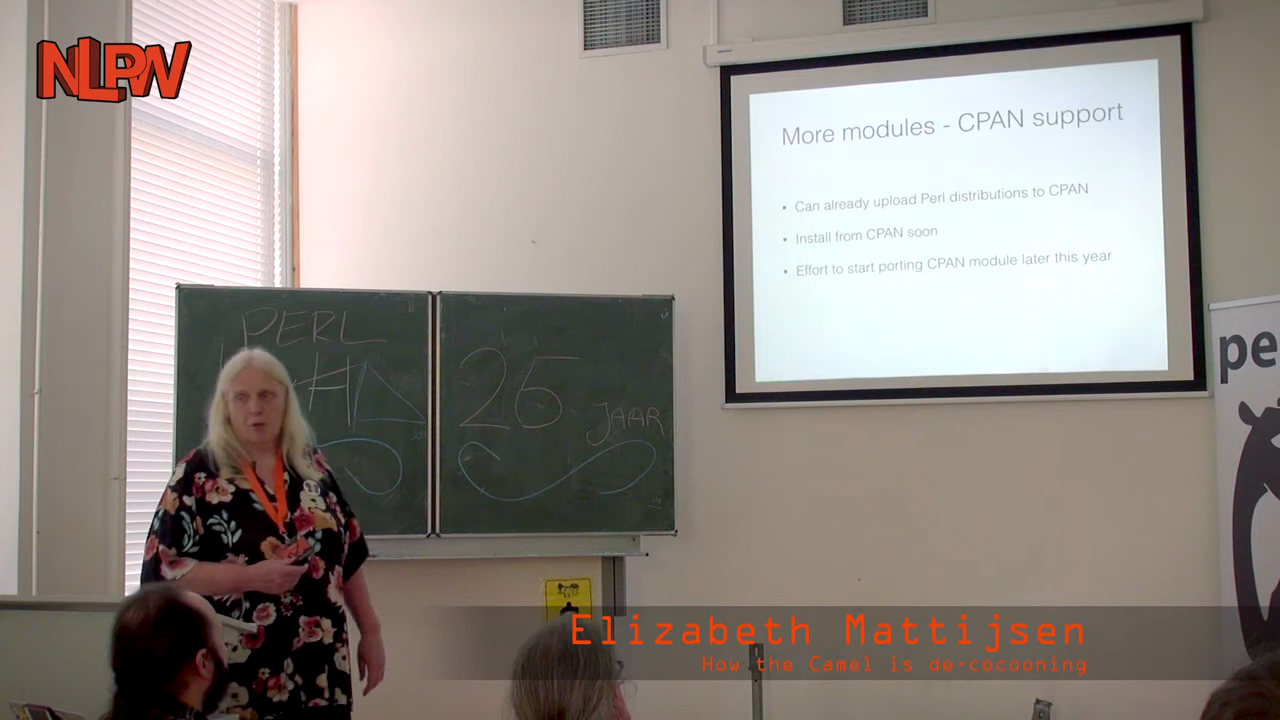 NLPW
More modules - CPAN support
• Can already upload Perl distributions to CPAN
• Install from CPAN soon
• Effort to start porting CPAN module later this year
PERL
25
JAAR
pe
Elizabeth Mattijsen
How the Camel is de-cocooning